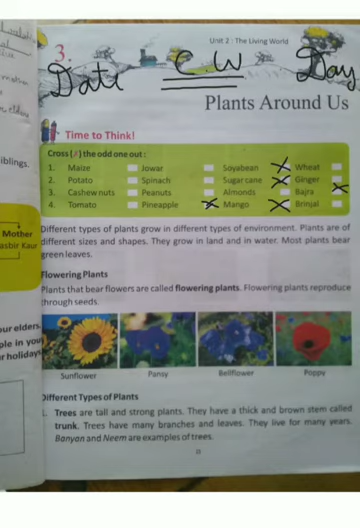 Unit 2 : The Living World
3.
Date C.W Day
Plants Around Us
Time to Think!
Cross (✗) the odd one out :
1. Maize Jowar Soyabean Wheat
2. Potato Spinach Sugarcane Ginger
3. Cashewnuts Peanuts Almonds Bajra
4. Tomato Pineapple Mango Brinjal
Different types of plants grow in different types of environment. Plants are of
different sizes and shapes. They grow in land and in water. Most plants bear
green leaves.
Flowering Plants
Plants that bear flowers are called flowering plants. Flowering plants reproduce
through seeds.
Sunflower Pansy Bellflower Poppy
Different Types of Plants
1. Trees are tall and strong plants. They have a thick and brown stem called
trunk. Trees have many branches and leaves. They live for many years.
Banyan and Neem are examples of trees.
iblings.
Mother
asbir Kaur
our elders.
ple in you
r holidays